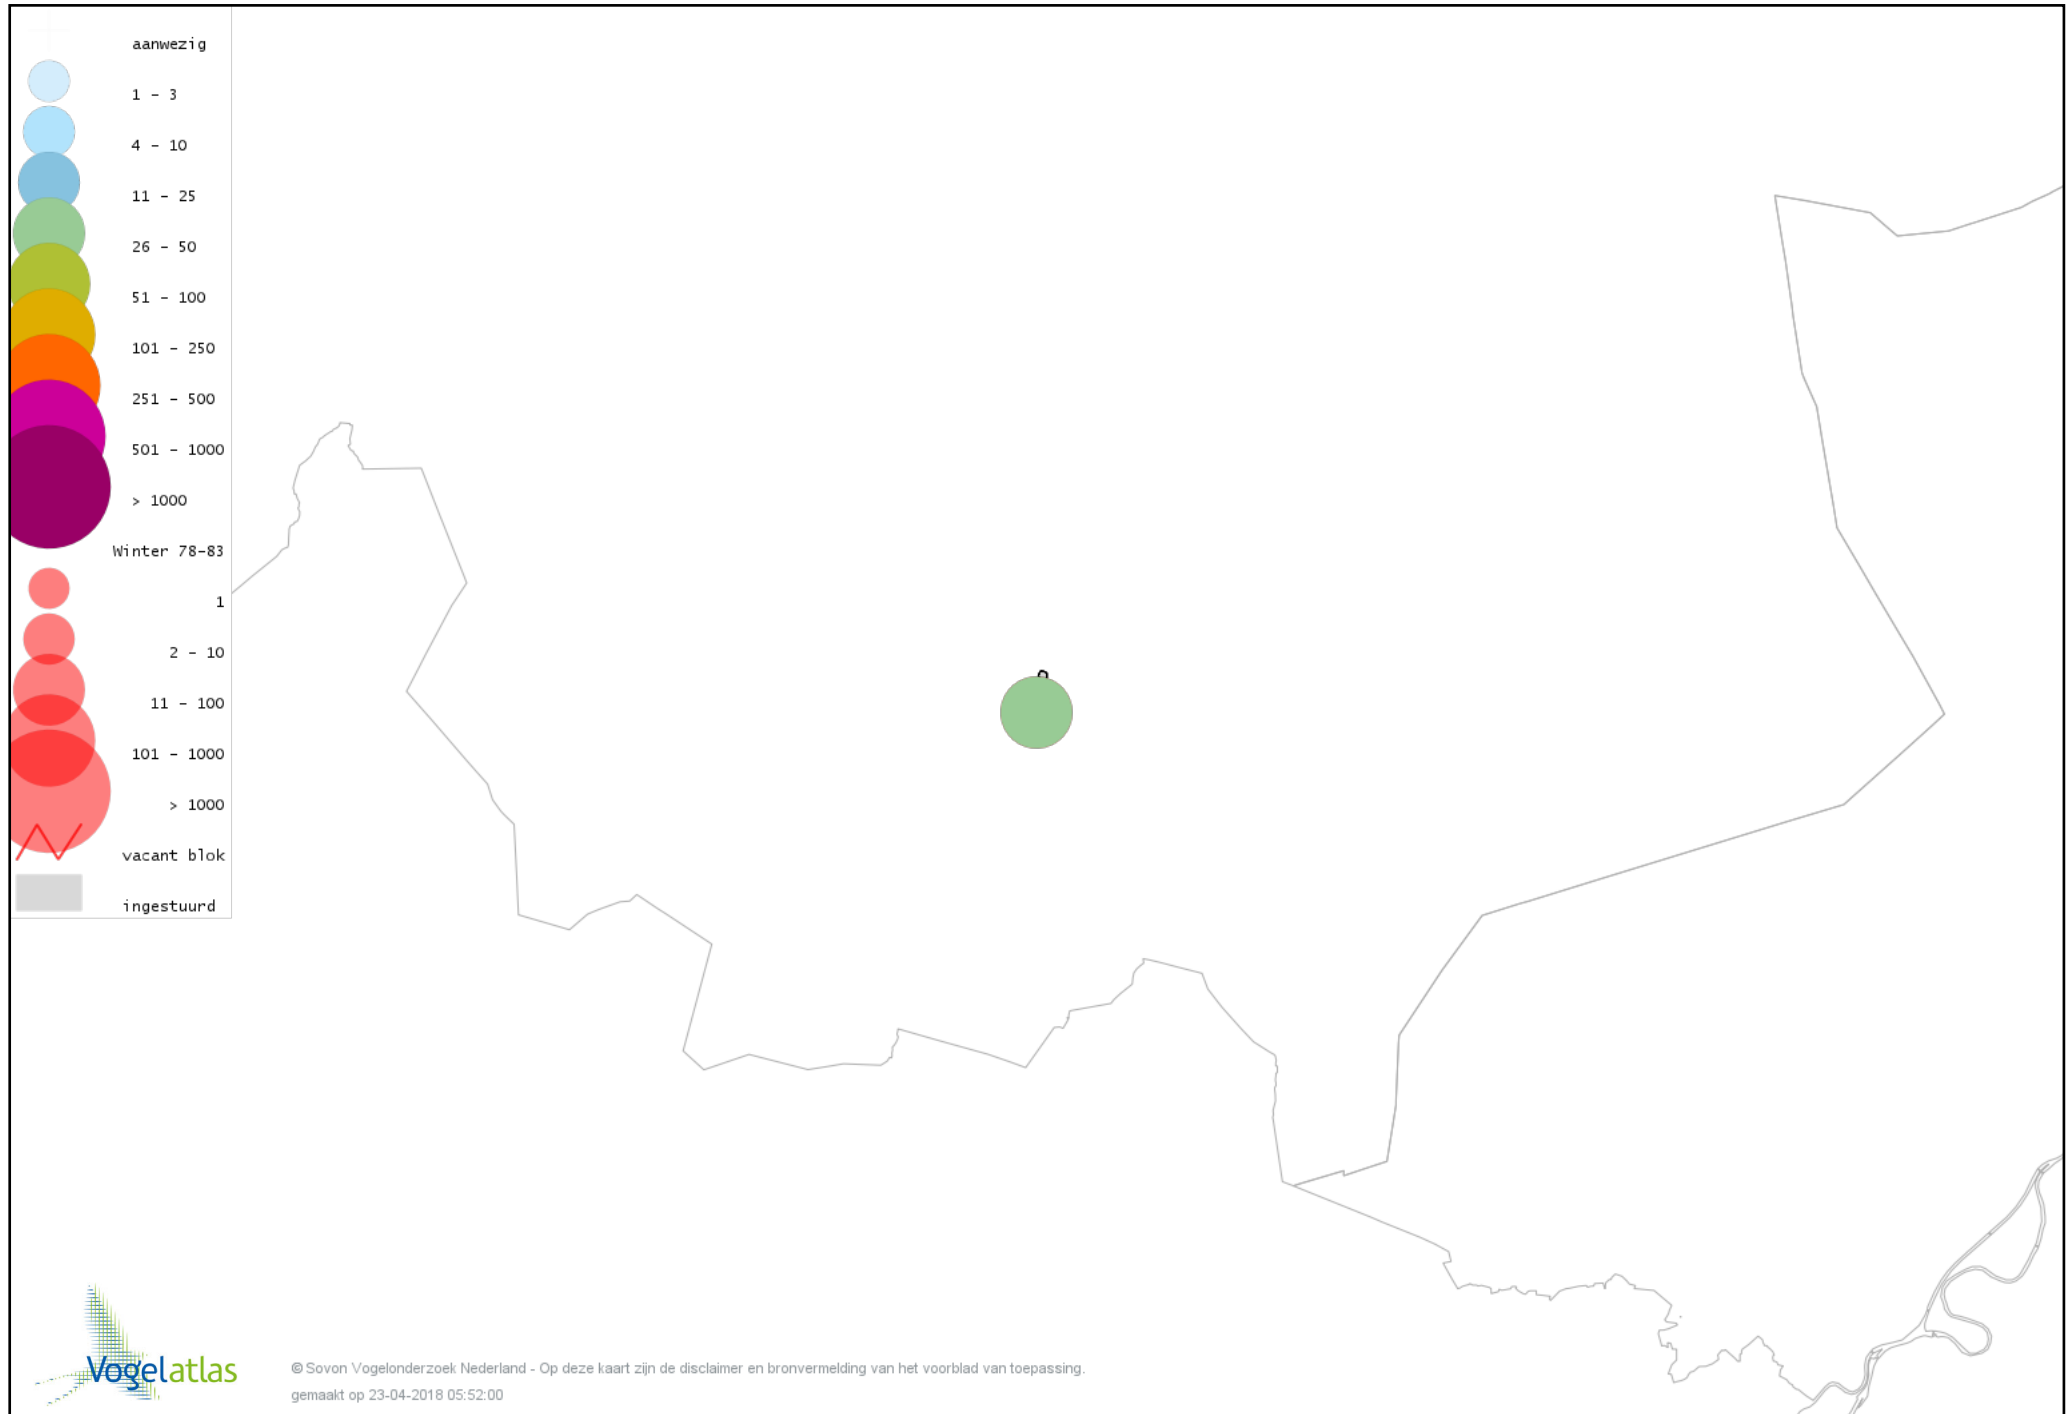 aanwezig
1 - 3
4 - 10
11 - 25
26 - 50
51 - 100
101 - 250
251 - 500
501 - 1000
> 1000
Winter 78-83
1
2 - 10
11 - 100
101 - 1000
> 1000
vacant blok
ingestuurd
Vogelatlas
© Sovon Vogelonderzoek Nederland - Op deze kaart zijn de disclaimer en bronvermelding van het voorblad van toepassing.
gemaakt op 23-04-2018 05:52:00